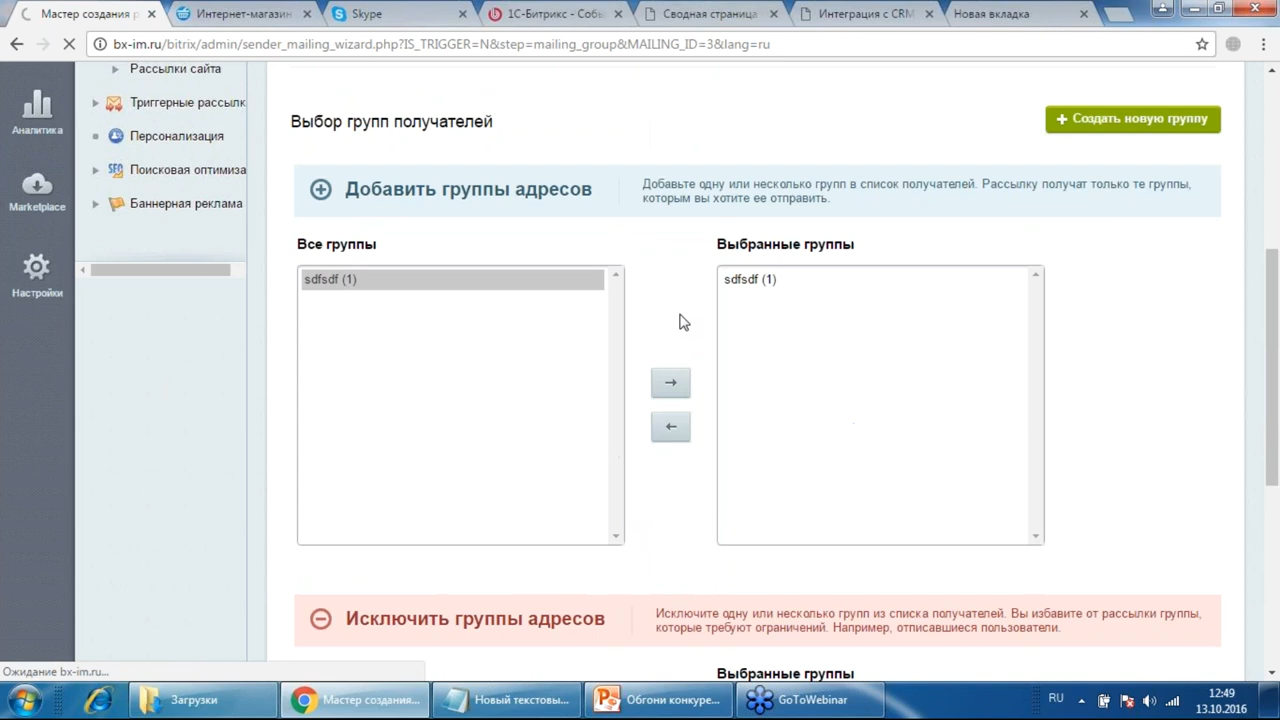 Мастер создания р
Интернет-магазин
Skype
1С-Битрикс - Собы
Сводная страница
Интеграция с CRM
Новая вкладка
bx-im.ru/bitrix/admin/sender_mailing_wizard.php?IS_TRIGGER=N&step=mailing_group&MAILING_ID=3&lang=ru
Аналитика
Marketplace
Настройки
Рассылки сайта
Триггерные рассылк
Персонализация
SEO
Поисковая оптимиза
Баннерная реклама
Выбор групп получателей
+ Создать новую группу
Добавить группы адресов
Добавьте одну или несколько групп в список получателей. Рассылку получат только те группы,
которым вы хотите ее отправить.
Все группы
Выбранные группы
sdfsdf (1)
sdfsdf (1)
Исключить группы адресов
Исключите одну или несколько групп из списка получателей. Вы избавите от рассылки группы,
которые требуют ограничений. Например, отписавшиеся пользователи.
Выбранные группы
Ожидание bx-im.ru...
Загрузки
Мастер создания...
Новый текстовы...
Обгони конкуре...
GoToWebinar
RU
12:49
13.10.2016